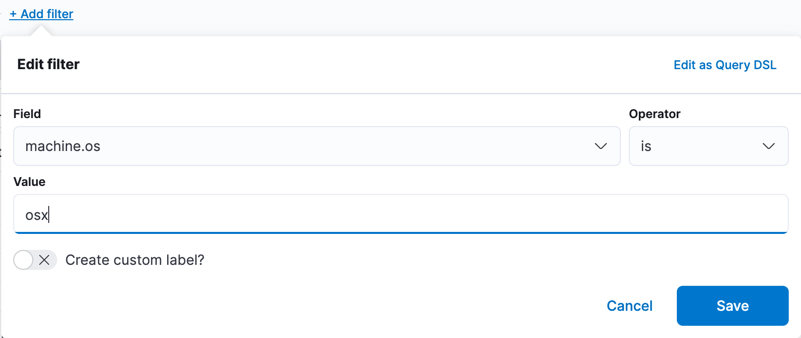 + Add filter
Edit filter
Edit as Query DSL
Field
Operator
machine.os
is
Value
osx
Create custom label?
Cancel
Save